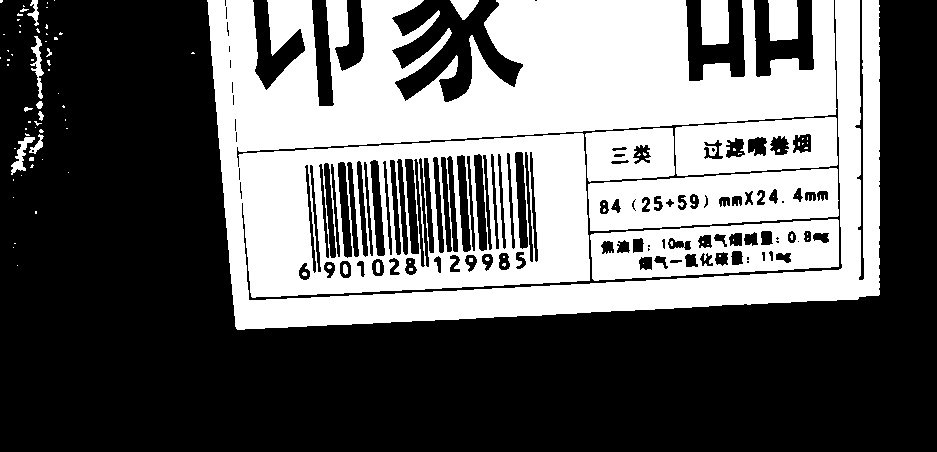 印象 品
三类 过滤嘴卷烟
84（25+59）mmX24.4mm
焦油量：10mg 烟气烟碱量：0.8mg
烟气一氧化碳量：11mg
6 901028 129985